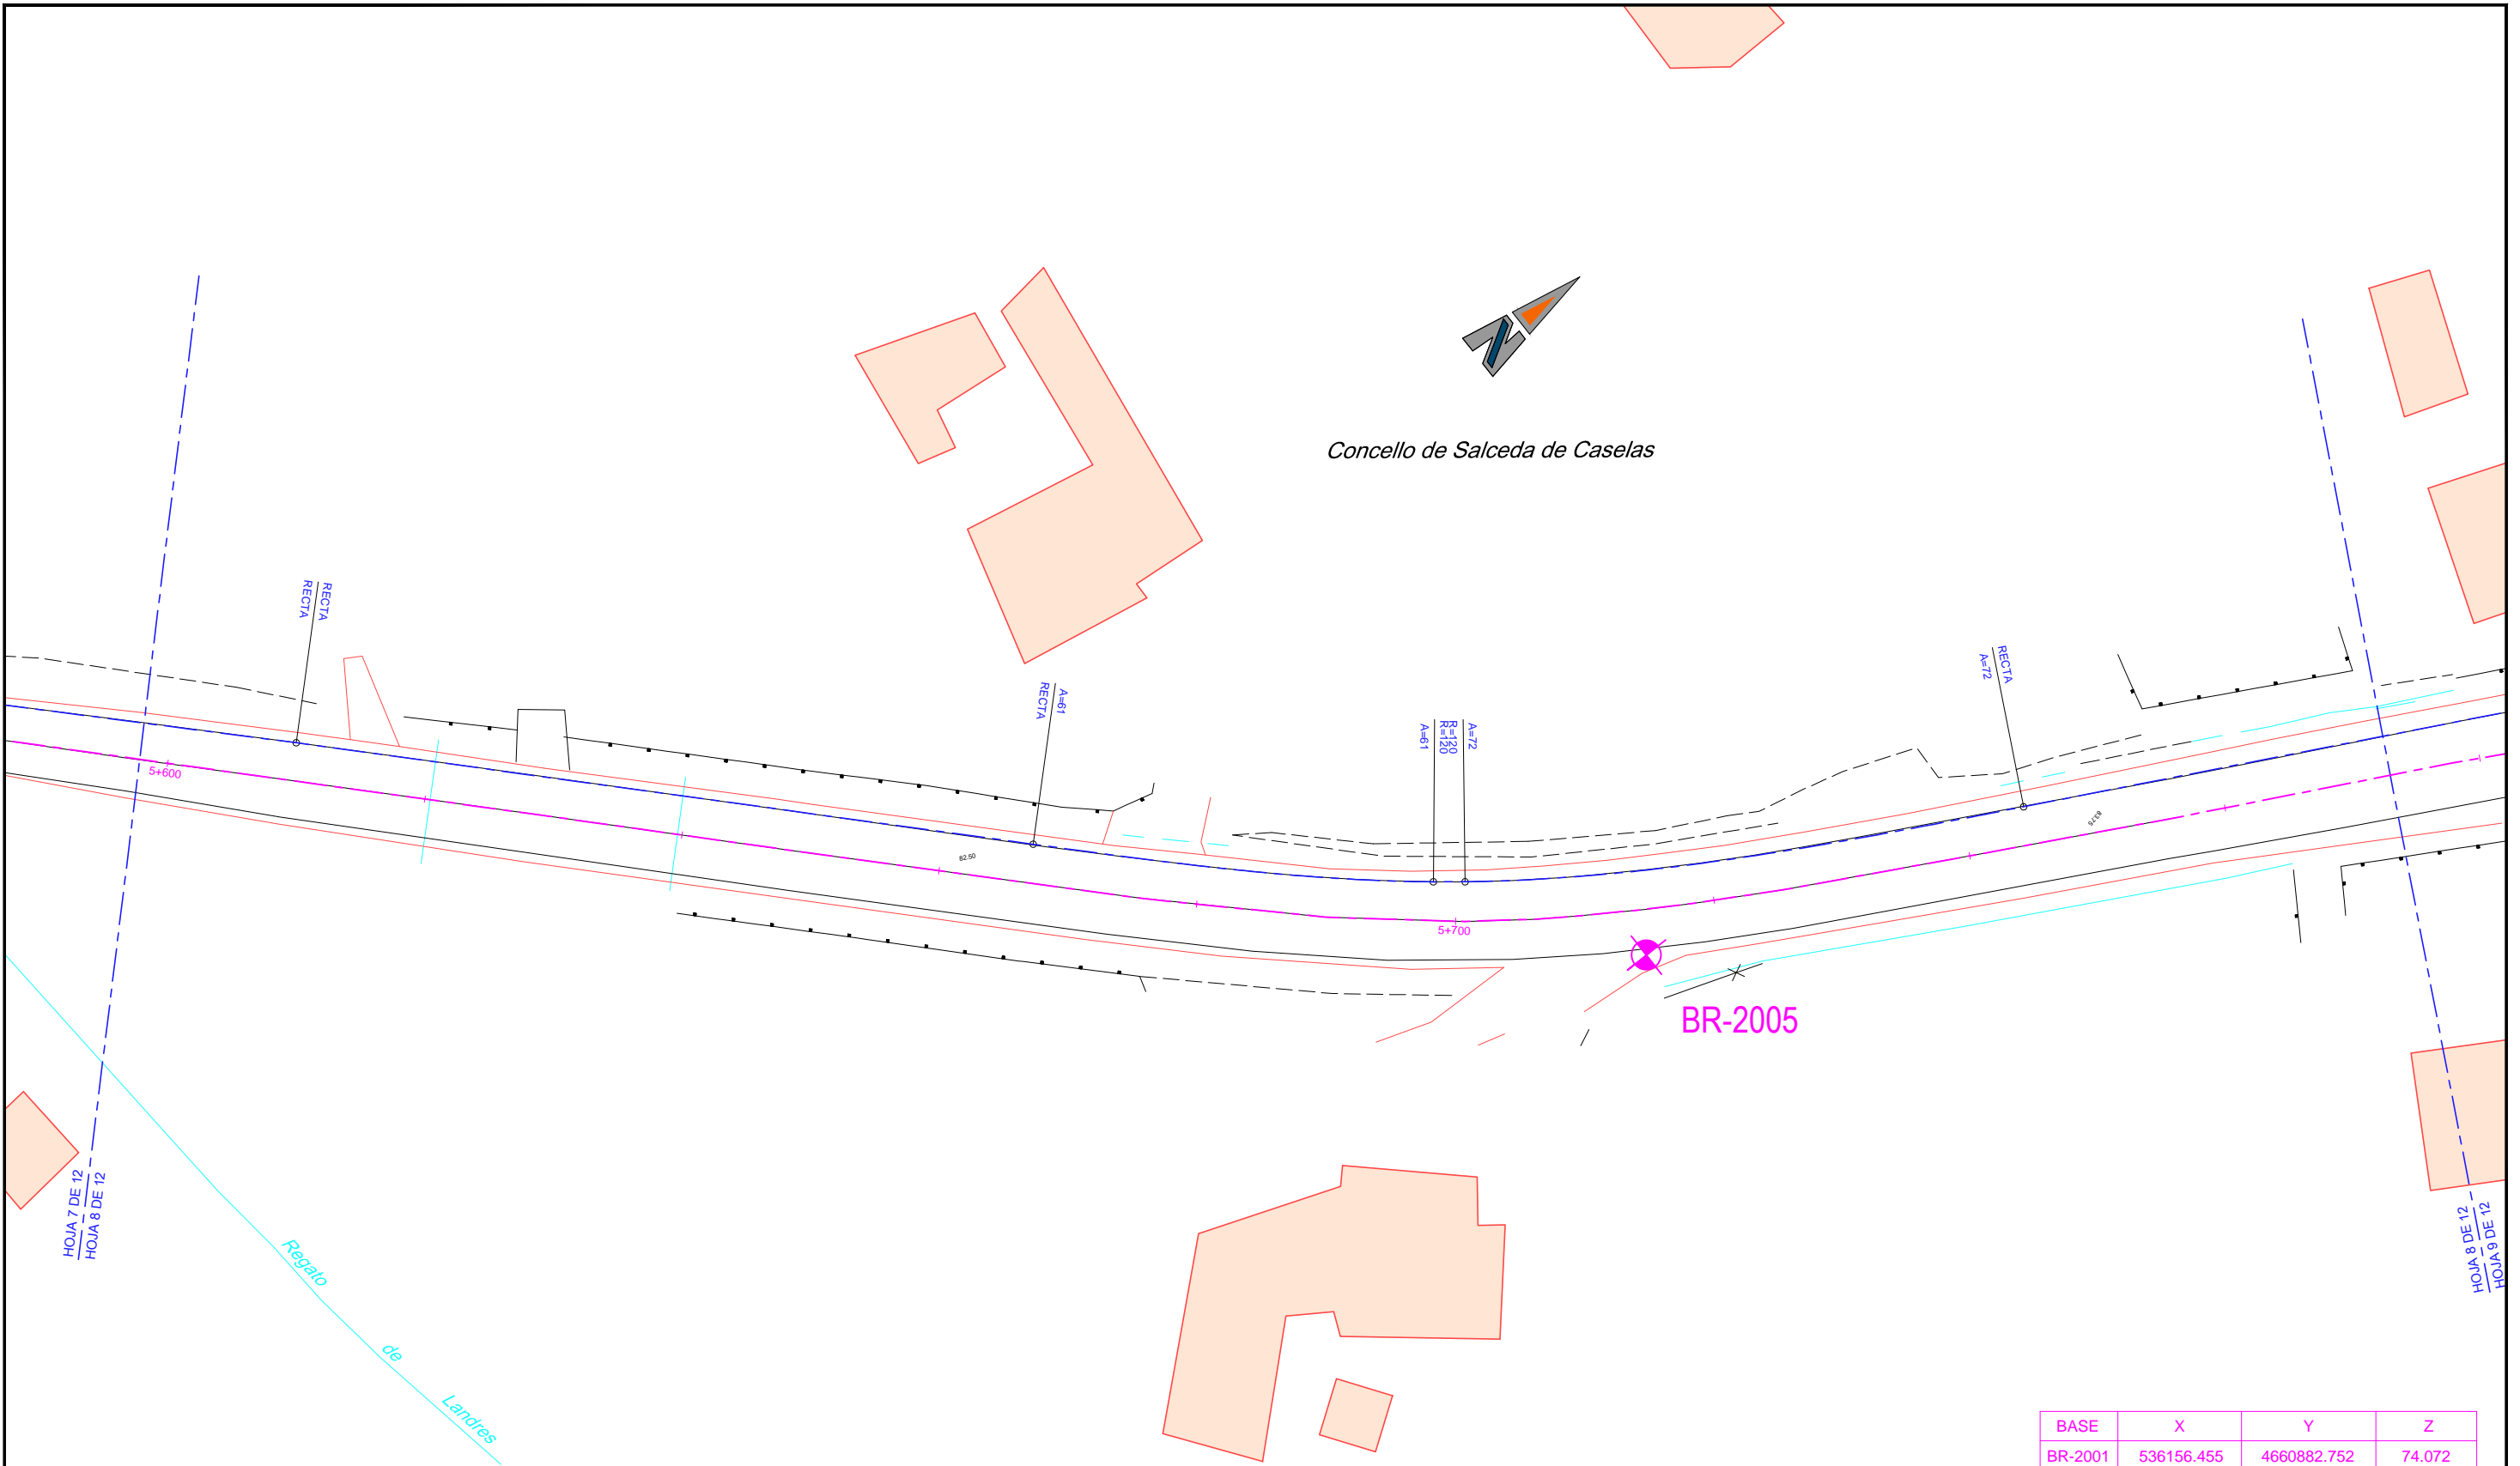 Concello de Salceda de Caselas
RECTA
RECTA
RECTA
A=61
A=61
R=120
R=120
A=72
A=72
RECTA
5+600
82.50
5+700
83.75
BR-2005
HOJA 7 DE 12
HOJA 8 DE 12
HOJA 8 DE 12
HOJA 9 DE 12
Regato
de
Landres
BASE X Y Z
BR-2001 536156.455 4660882.752 74.072